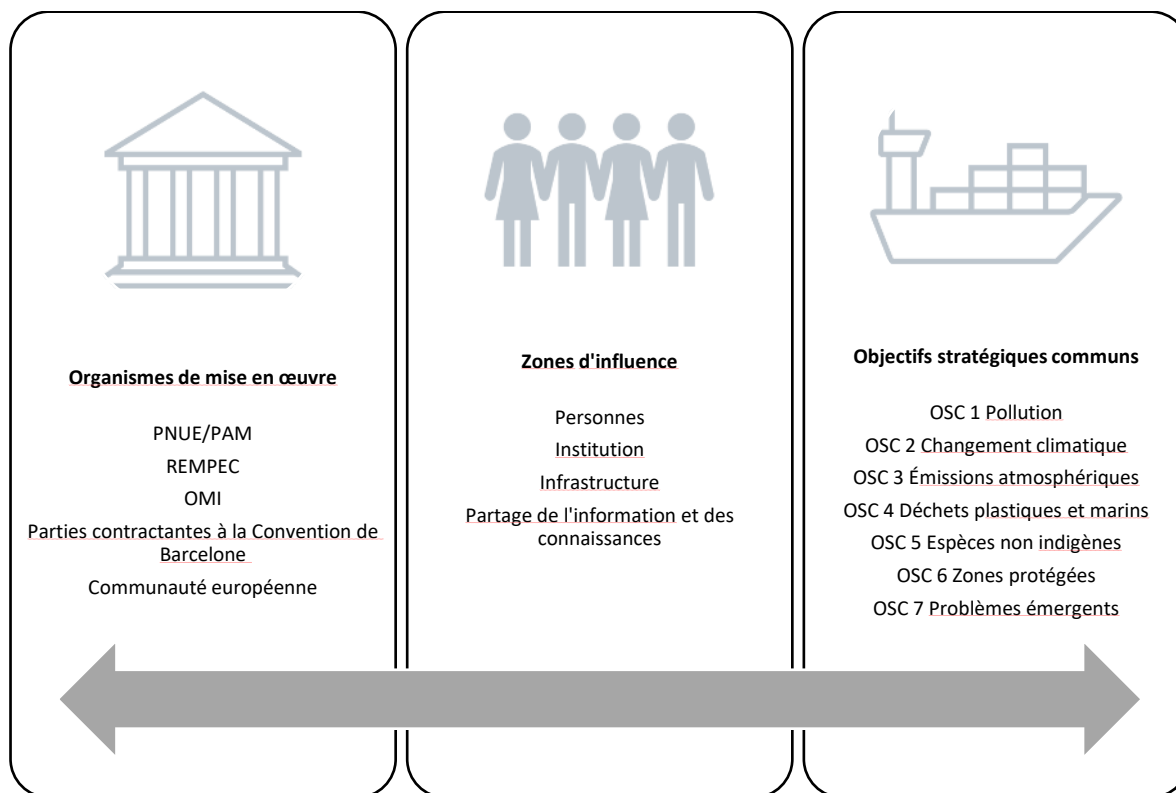 Organismes de mise en œuvre
PNUE/PAM
REMPEC
OMI
Parties contractantes à la Convention de
Barcelone
Communauté européenne
Zones d'influence
Personnes
Institution
Infrastructure
Partage de l'information et des
connaissances
Objectifs stratégiques communs
OSC 1 Pollution
OSC 2 Changement climatique
OSC 3 Émissions atmosphériques
OSC 4 Déchets plastiques et marins
OSC 5 Espèces non indigènes
OSC 6 Zones protégées
OSC 7 Problèmes émergents